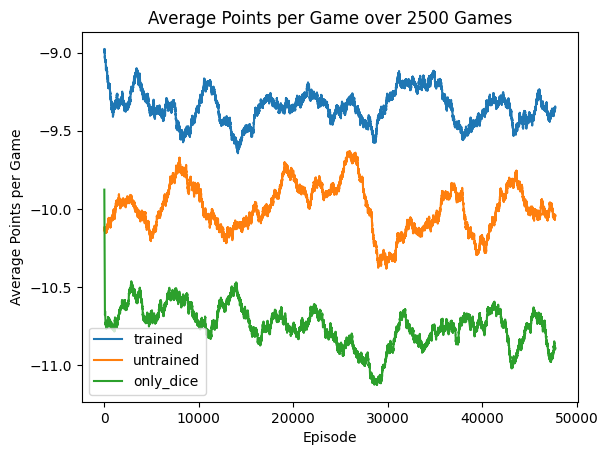 Average Points per Game over 2500 Games
Average Points per Game
−9.0
−9.5
−10.0
−10.5
−11.0
trained
untrained
only_dice
0
10000
20000
30000
40000
50000
Episode